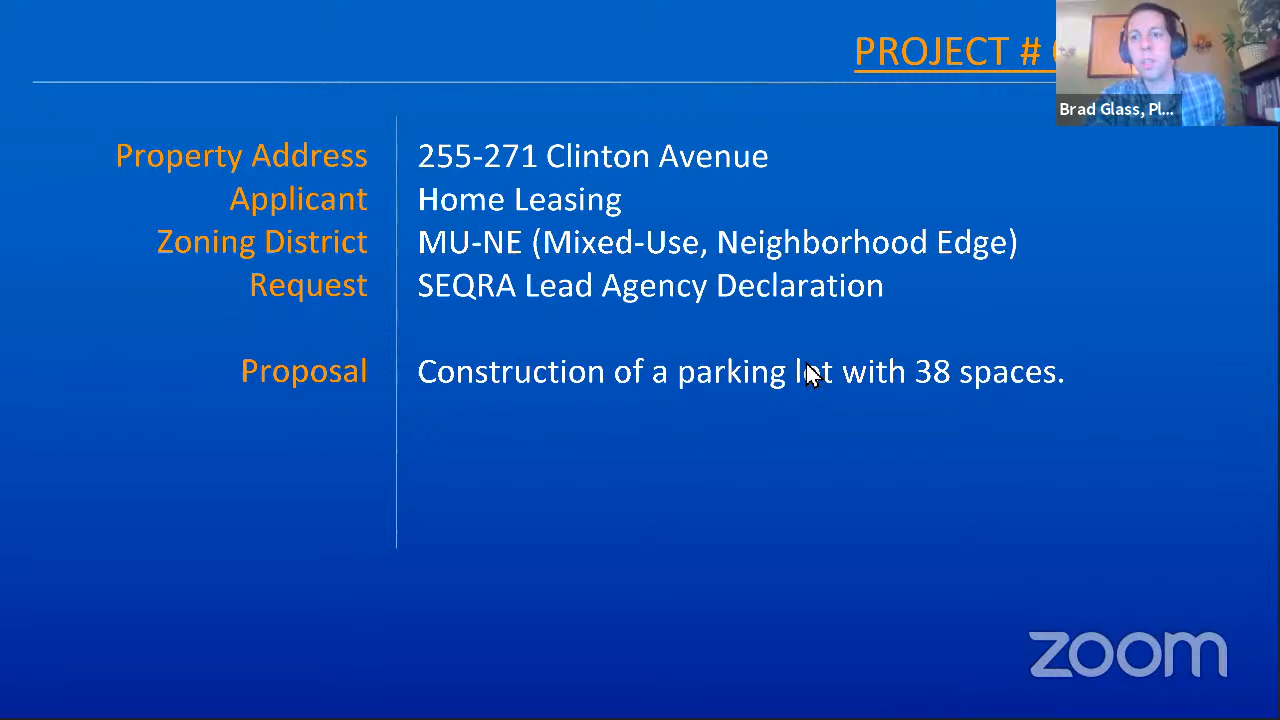 PROJECT #
Brad Glass, Pl...
Property Address 255-271 Clinton Avenue
Applicant Home Leasing
Zoning District MU-NE (Mixed-Use, Neighborhood Edge)
Request SEQRA Lead Agency Declaration
Proposal Construction of a parking lot with 38 spaces.
zoom